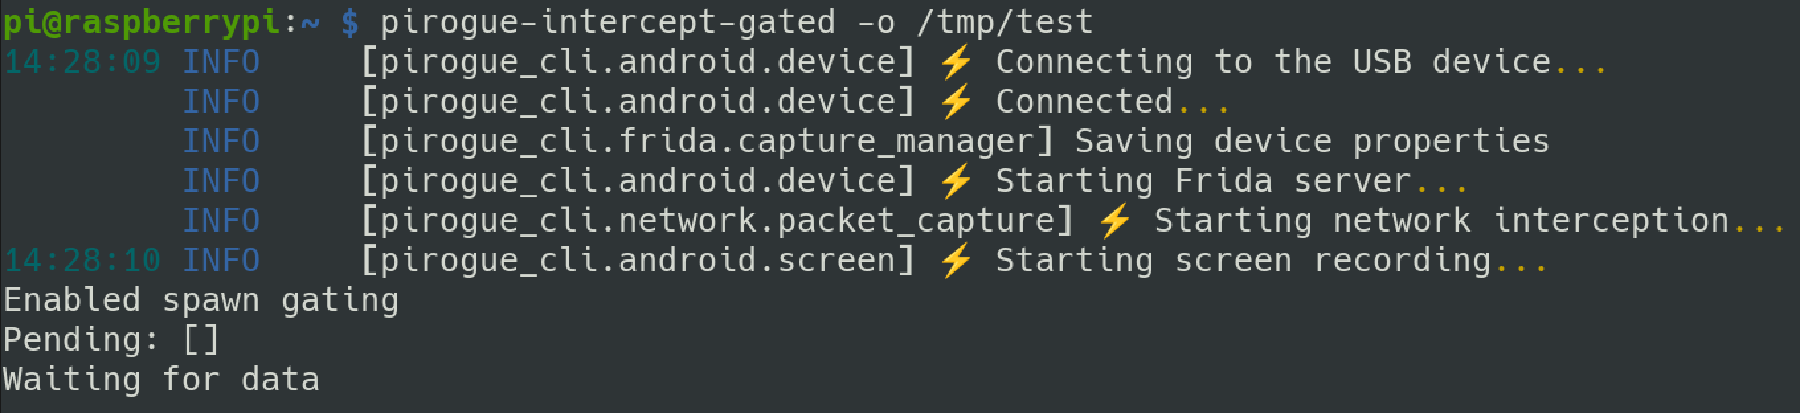 pi@raspberrypi:~ $ pirogue-intercept-gated -o /tmp/test
14:28:09 INFO [pirogue_cli.android.device] ⚡ Connecting to the USB device...
INFO [pirogue_cli.android.device] ⚡ Connected...
INFO [pirogue_cli.frida.capture_manager] Saving device properties
INFO [pirogue_cli.android.device] ⚡ Starting Frida server...
INFO [pirogue_cli.network.packet_capture] ⚡ Starting network interception...
14:28:10 INFO [pirogue_cli.android.screen] ⚡ Starting screen recording...
Enabled spawn gating
Pending: []
Waiting for data